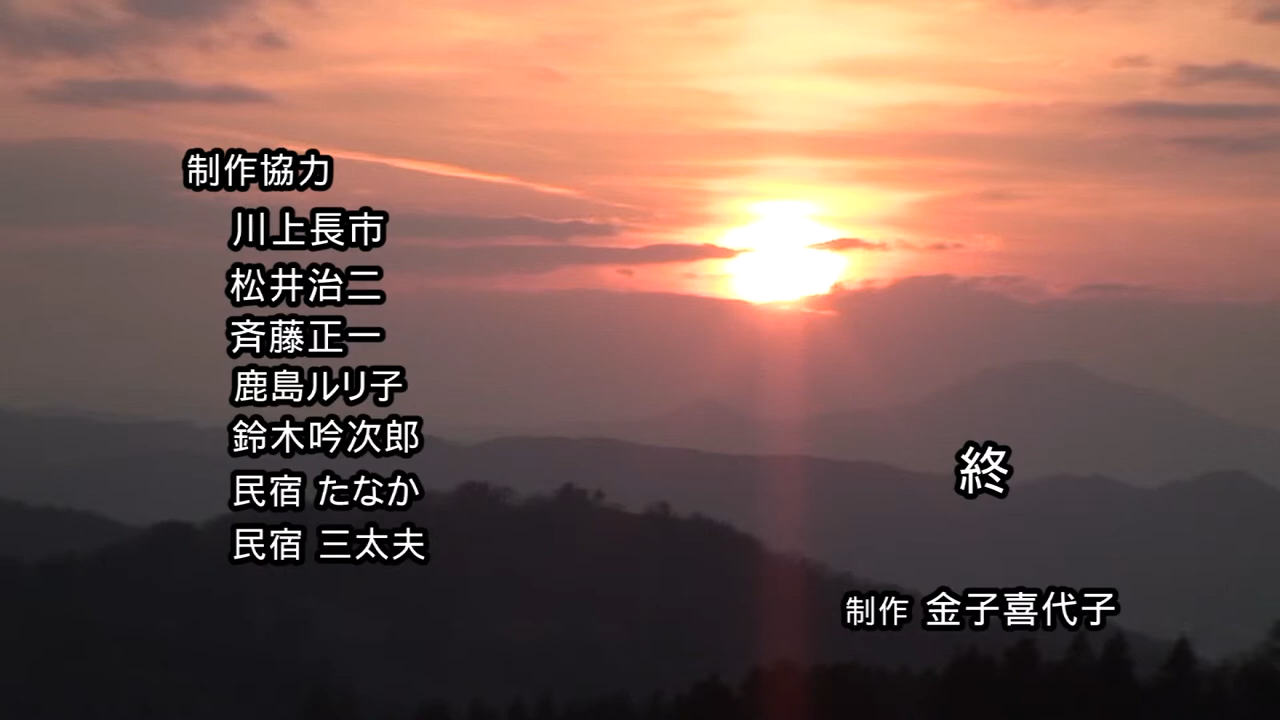 制作協力
川上長市
松井治二
斉藤正一
鹿島ルリ子
鈴木吟次郎
民宿 たなか
民宿 三太夫
終
制作 金子喜代子